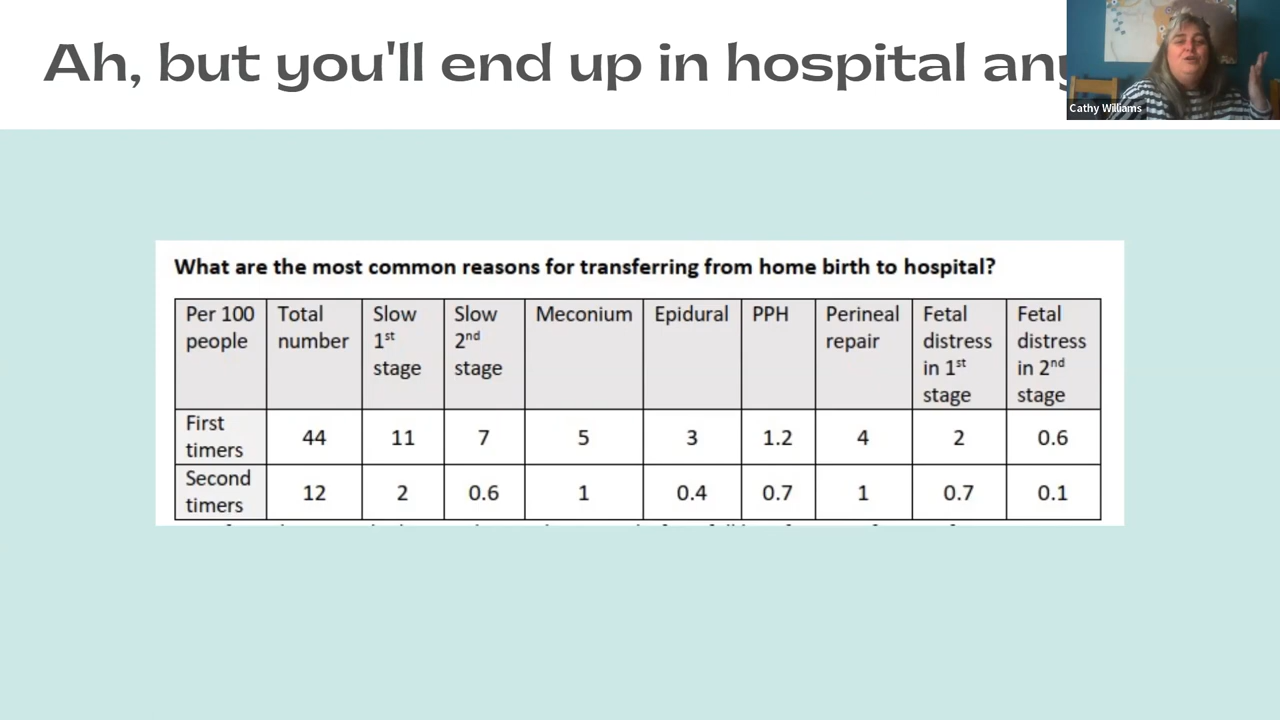 Ah, but you'll end up in hospital
Cathy Williams
What are the most common reasons for transferring from home birth to hospital?
Per 100 people | Total number | Slow 1st stage | Slow 2nd stage | Meconium | Epidural | PPH | Perineal repair | Fetal distress in 1st stage | Fetal distress in 2nd stage
First timers | 44 | 11 | 7 | 5 | 3 | 1.2 | 4 | 2 | 0.6
Second timers | 12 | 2 | 0.6 | 1 | 0.4 | 0.7 | 1 | 0.7 | 0.1